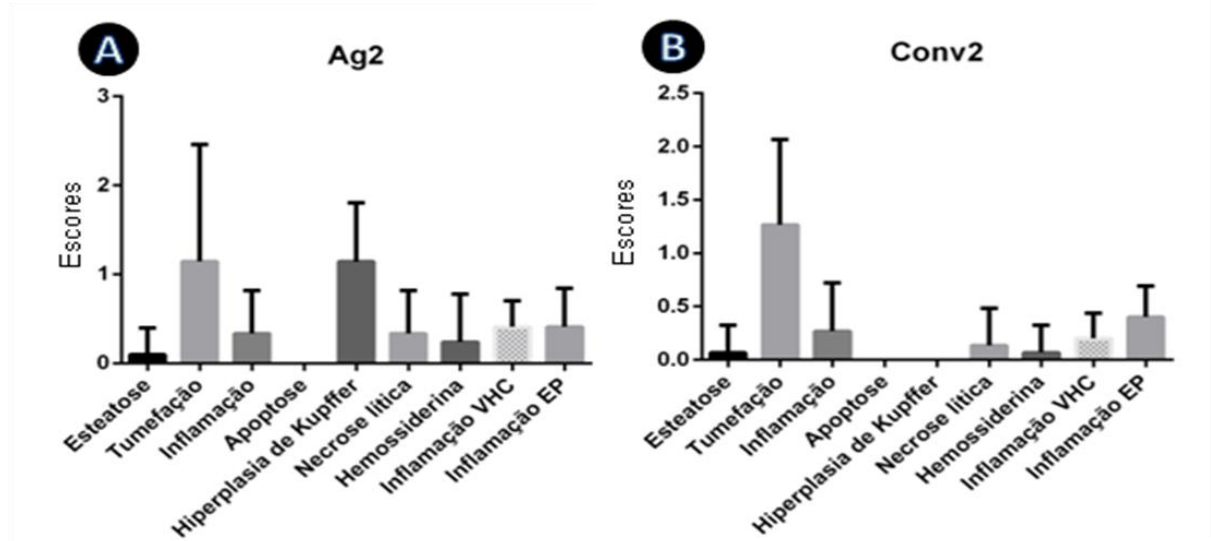 A
Ag2
Escores
3
2
1
0
Esteatose
Tumefação
Inflamação
Apoptose
Hiperplasia de Kupffer
Necrose lítica
Hemossiderina
Inflamação VHC
Inflamação EP
B
Conv2
Escores
2.5
2.0
1.5
1.0
0.5
0.0
Esteatose
Tumefação
Inflamação
Apoptose
Hiperplasia de Kupffer
Necrose lítica
Hemossiderina
Inflamação VHC
Inflamação EP